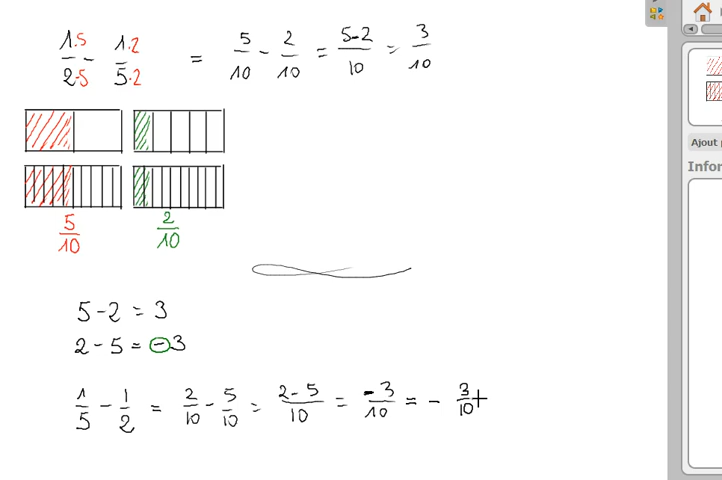 1·5/2·5 - 1·2/5·2 = 5/10 - 2/10 = 5-2/10 = 3/10
5/10 2/10
5-2 = 3
2-5 = -3
1/5 - 1/2 = 2/10 - 5/10 = 2-5/10 = -3/10 = - 3/10
Ajout
Infor